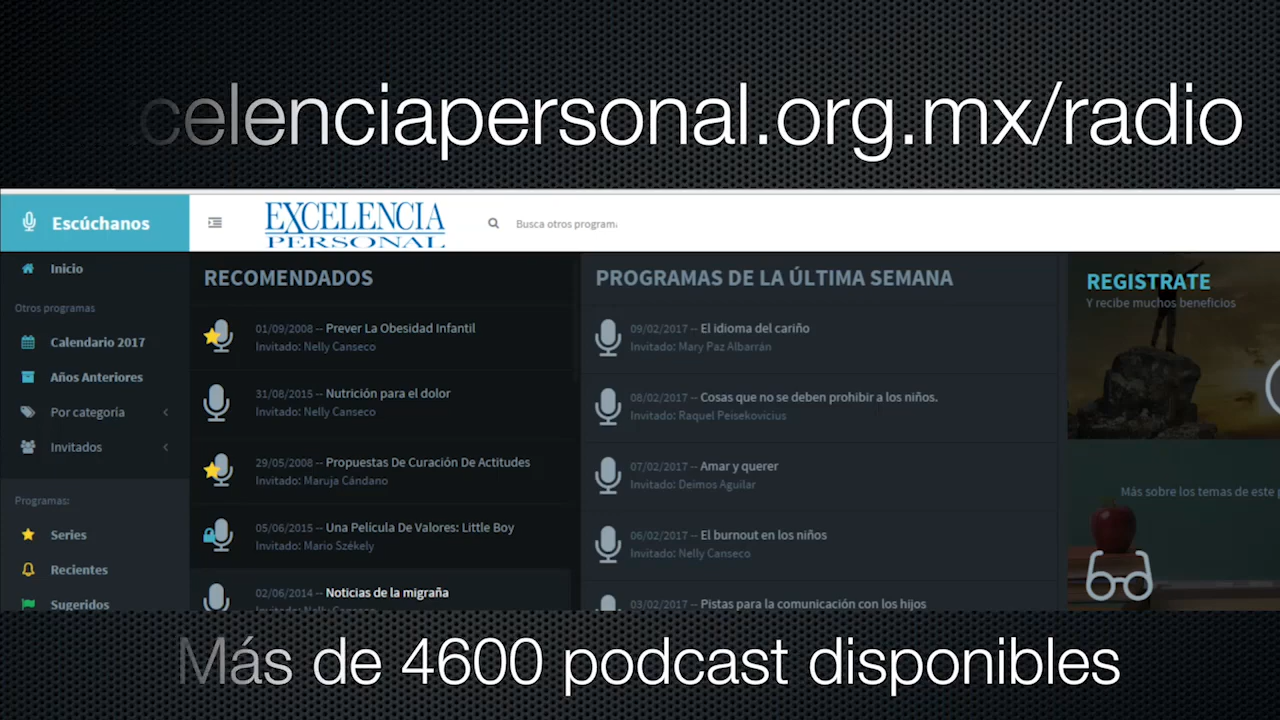 celenciapersonal.org.mx/radio
Escúchanos
EXCELENCIA
PERSONAL
Busca otros program
Inicio
Otros programas
Calendario 2017
Años Anteriores
Por categoría
Invitados
Programas:
Series
Recientes
Sugeridos
RECOMENDADOS
01/09/2008 -- Prever La Obesidad Infantil
Invitado: Nelly Canseco
31/08/2015 -- Nutrición para el dolor
Invitado: Nelly Canseco
29/05/2008 -- Propuestas De Curación De Actitudes
Invitado: Maruja Cándano
05/06/2015 -- Una Película De Valores: Little Boy
Invitado: Mario Székely
02/06/2014 -- Noticias de la migraña
Invitado: Nelly Canseco
PROGRAMAS DE LA ÚLTIMA SEMANA
09/02/2017 -- El idioma del cariño
Invitado: Mary Paz Albarrán
08/02/2017 -- Cosas que no se deben prohibir a los niños.
Invitado: Raquel Peisekovicius
07/02/2017 -- Amar y querer
Invitado: Deimos Aguilar
06/02/2017 -- El burnout en los niños
Invitado: Nelly Canseco
03/02/2017 -- Pistas para la comunicación con los hijos
REGISTRATE
Y recibe muchos beneficios
Más sobre los temas de este
Más de 4600 podcast disponibles